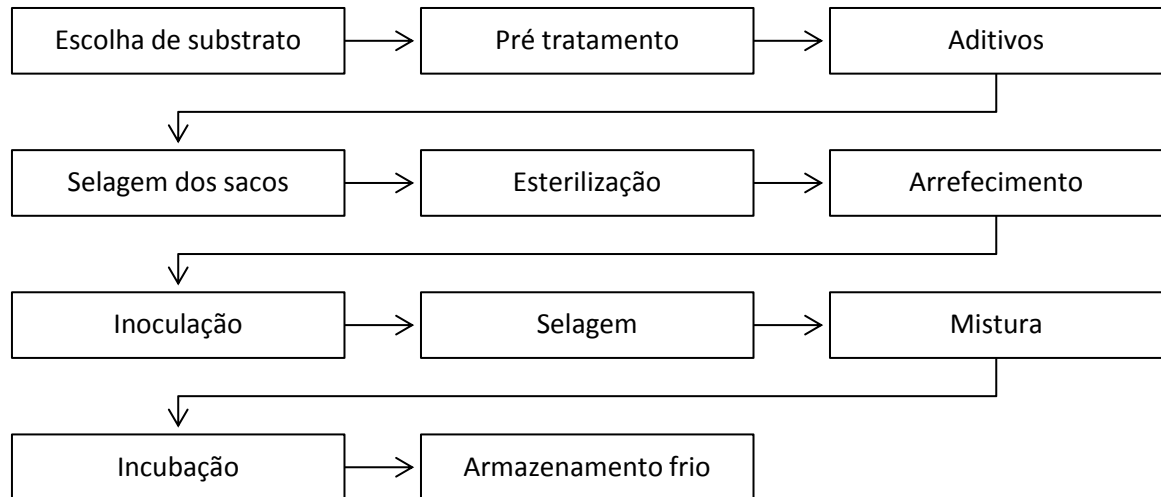 Escolha de substrato
Pré tratamento
Aditivos
Selagem dos sacos
Esterilização
Arrefecimento
Inoculação
Selagem
Mistura
Incubação
Armazenamento frio